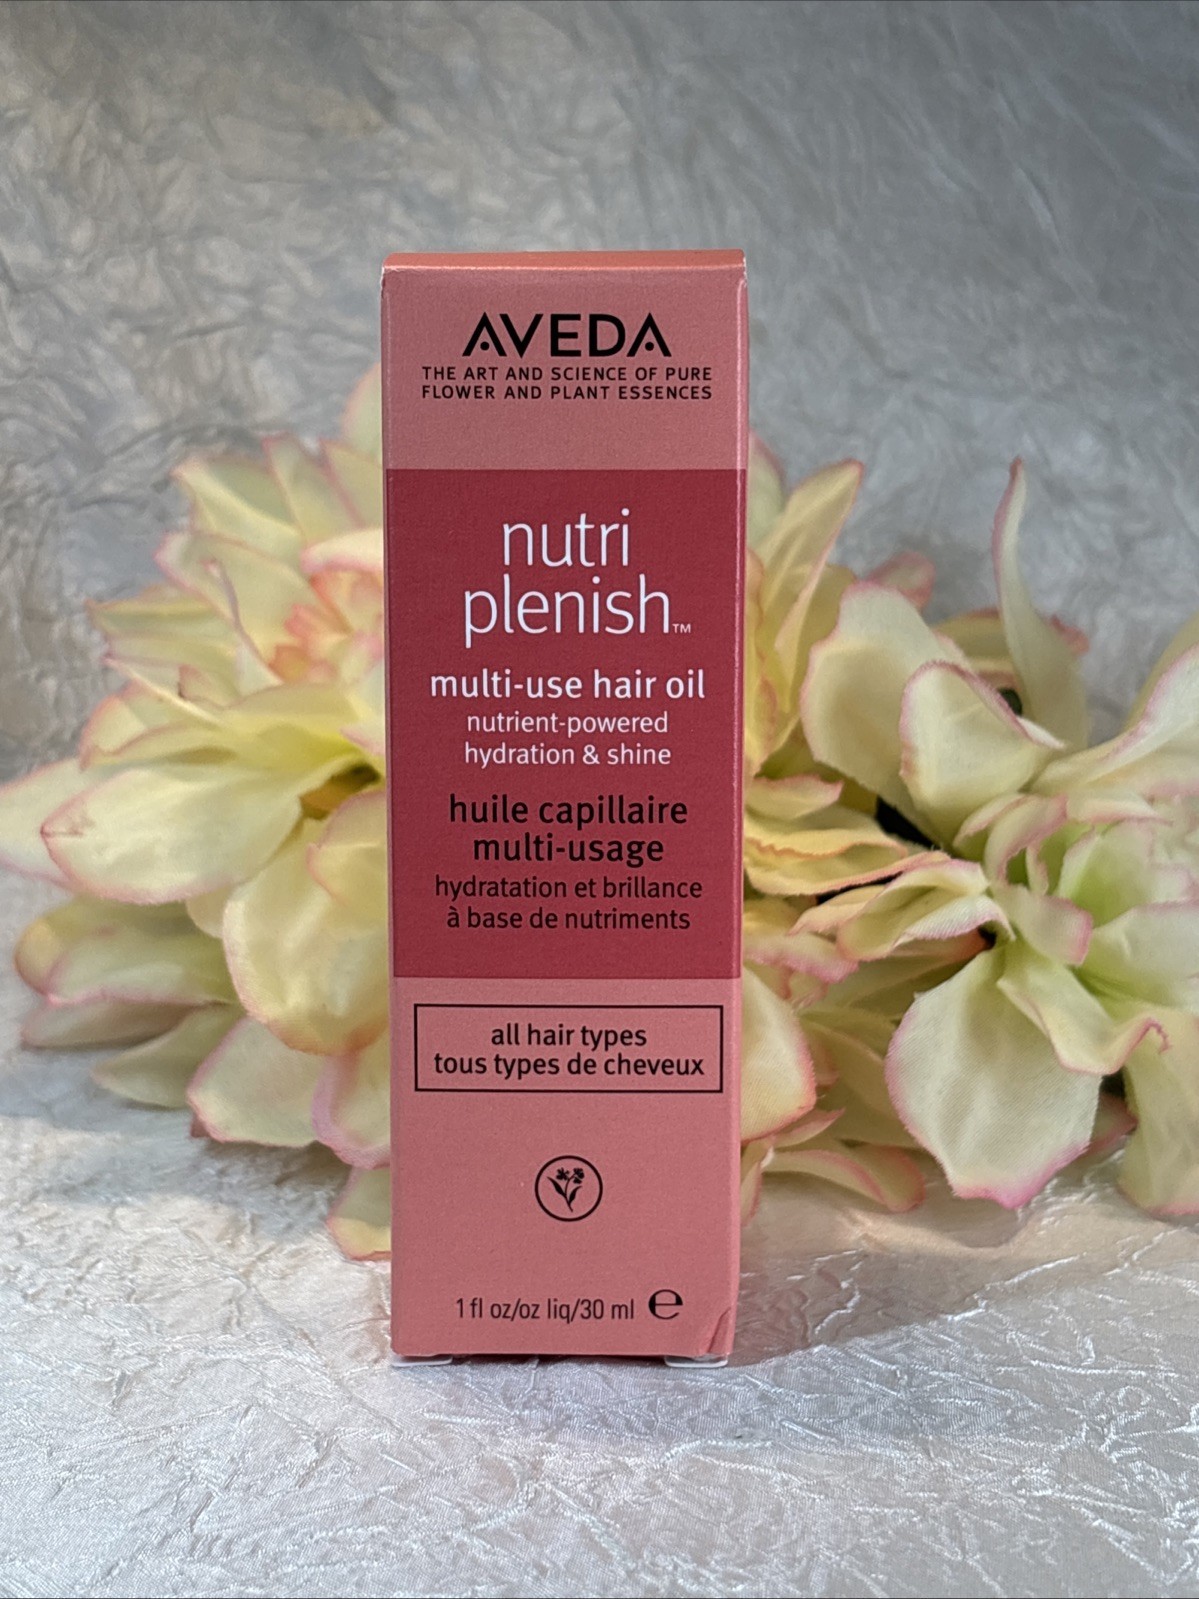 AVEDA
THE ART AND SCIENCE OF PURE
FLOWER AND PLANT ESSENCES
nutri
plenish™
multi-use hair oil
nutrient-powered
hydration & shine
huile capillaire
multi-usage
hydratation et brillance
à base de nutriments
all hair types
tous types de cheveux
1 fl oz/oz liq/30 ml ℮